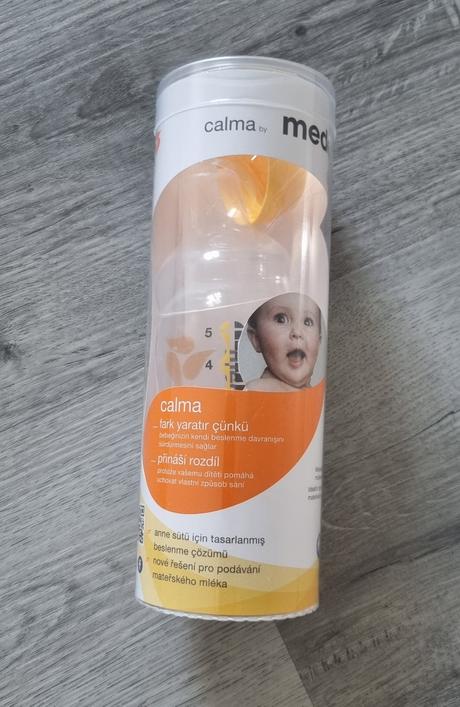 calma by med
5
4
calma
... fark yaratır çünkü
bebeğinizin kendi beslenme davranışını
sürdürmesini sağlar
... přináší rozdíl
protože vašemu dítěti pomáhá
uchovat vlastní způsob sání
anne sütü için tasarlanmış
beslenme çözümü
nové řešení pro podávání
mateřského mléka